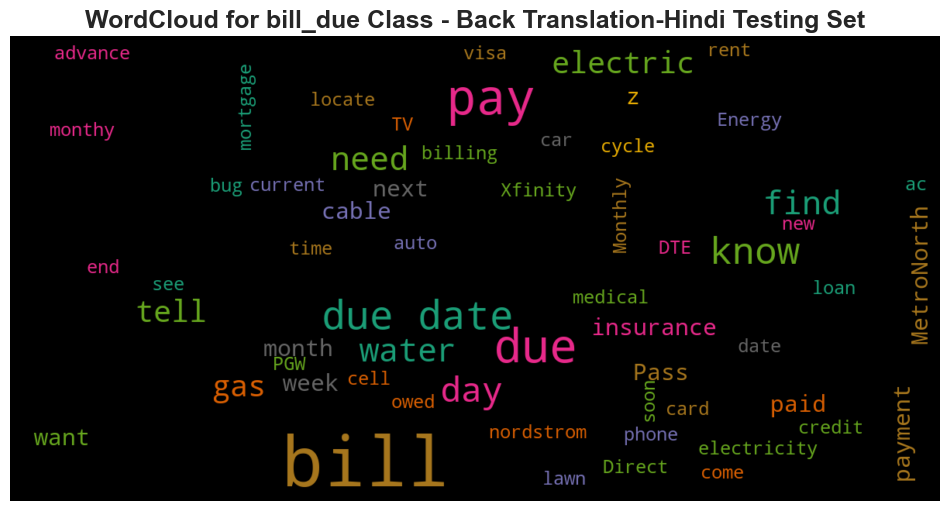 WordCloud for bill_due Class - Back Translation-Hindi Testing Set
advance
visa
rent
electric
mortgage
locate
pay
z
Energy
monthy
TV
car
cycle
need
billing
bug
current
next
Xfinity
Monthly
find
ac
cable
new
time
auto
DTE
know
MetroNorth
end
see
medical
loan
tell
due date
due
insurance
month
water
date
PGW
week
cell
gas
day
Pass
soon
owed
card
paid
payment
want
nordstrom
phone
credit
bill
electricity
Direct
come
lawn